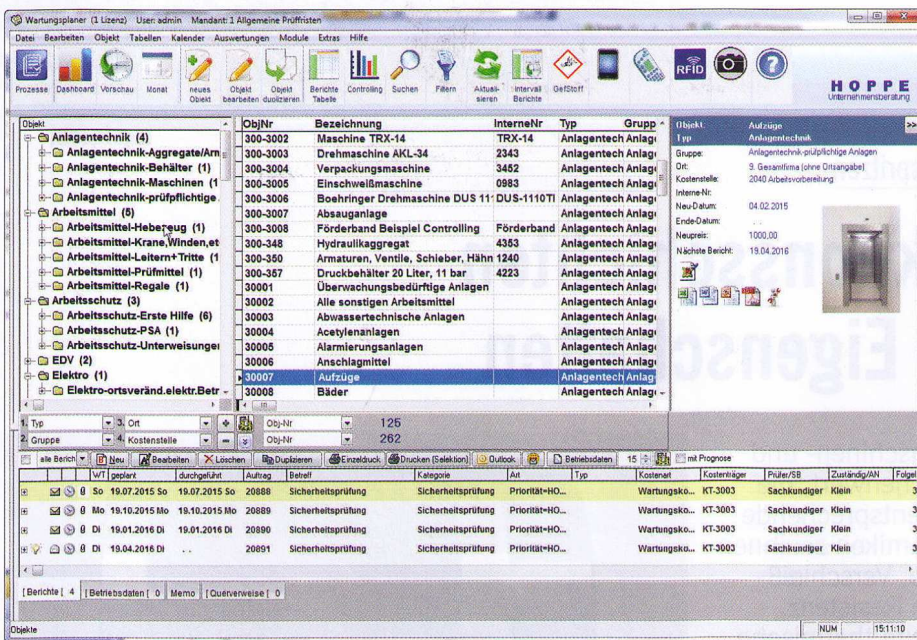 Wartungsplaner (1 Lizenz) User: admin Mandant: 1 Allgemeine Prüffristen
Datei Bearbeiten Objekt Tabellen Kalender Auswertungen Module Extras Hilfe
Prozesse Dashboard Vorschau Monat neues Objekt Objekt bearbeiten Objekt duplizieren Berichte Tabelle Controlling Suchen Filtern Aktuali-sieren Intervall Berichte GefStoff RFID
HOPPE
Unternehmensberatung
Objekt
Anlagentechnik (4)
Anlagentechnik-Aggregate/Arm
Anlagentechnik-Behälter (1)
Anlagentechnik-Maschinen (1
Anlagentechnik-prüfpflichtige
Arbeitsmittel (5)
Arbeitsmittel-Hebezeug (1)
Arbeitsmittel-Krane,Winden,et
Arbeitsmittel-Leitern+Tritte (1
Arbeitsmittel-Prüfmittel (1)
Arbeitsmittel-Regale (1)
Arbeitsschutz (3)
Arbeitsschutz-Erste Hilfe (6)
Arbeitsschutz-PSA (1)
Arbeitsschutz-Unterweisungen
EDV (2)
Elektro (1)
Elektro-ortsveränd.elektr.Betr
ObjNr Bezeichnung InterneNr Typ Grupp
300-3002 Maschine TRX-14 TRX-14 Anlagentech Anlag
300-3003 Drehmaschine AKL-34 2343 Anlagentech Anlag
300-3004 Verpackungsmaschine 3452 Anlagentech Anlag
300-3005 Einschweißmaschine 0983 Anlagentech Anlag
300-3006 Boehringer Drehmaschine DUS 11 DUS-1110TI Anlagentech Anlag
300-3007 Absauganlage Anlagentech Anlag
300-3008 Förderband Beispiel Controlling Förderband Anlagentech Anlag
300-348 Hydraulikaggregat 4353 Anlagentech Anlag
300-350 Armaturen, Ventile, Schieber, Hähn 1240 Anlagentech Anlag
300-357 Druckbehälter 20 Liter, 11 bar 4223 Anlagentech Anlag
30001 Überwachungsbedürftige Anlagen Anlagentech Anlag
30002 Alle sonstigen Arbeitsmittel Anlagentech Anlag
30003 Abwassertechnische Anlagen Anlagentech Anlag
30004 Acetylenanlagen Anlagentech Anlag
30005 Alarmierungsanlagen Anlagentech Anlag
30006 Anschlagmittel Anlagentech Anlag
30007 Aufzüge Anlagentech Anlag
30008 Bäder Anlagentech Anlag
Objekt: Aufzüge >>
Typ Anlagentechnik
Gruppe: Anlagentechnik-prüfpflichtige Anlagen
Ort: 9. Gesamtfirma (ohne Ortsangabe)
Kostenstelle: 2040 Arbeitsvorbereitung
Interne-Nr:
Neu-Datum: 04.02.2015
Ende-Datum: . .
Neupreis: 1000,00
Nächste Bericht: 19.04.2016
1. Typ 3. Ort + Obj-Nr 125
2. Gruppe 4. Kostenstelle - Obj-Nr 262
alle Berich Neu Bearbeiten Löschen Duplizieren Einzeldruck Drucken (Selektion) Outlook Betriebsdaten 15 mit Prognose
WT geplant durchgeführt Auftrag Betreff Kategorie Art Typ Kostenart Kostenträger Prüfer/SB Zuständig/AN Folgel
So 19.07.2015 So 19.07.2015 So 20888 Sicherheitsprüfung Sicherheitsprüfung Priorität=HO... Wartungsko... KT-3003 Sachkundiger Klein 3
Mo 19.10.2015 Mo 19.10.2015 Mo 20889 Sicherheitsprüfung Sicherheitsprüfung Priorität=HO... Wartungsko... KT-3003 Sachkundiger Klein 3
Di 19.01.2016 Di 19.01.2016 Di 20890 Sicherheitsprüfung Sicherheitsprüfung Priorität=HO... Wartungsko... KT-3003 Sachkundiger Klein 3
Di 19.04.2016 Di . . 20891 Sicherheitsprüfung Sicherheitsprüfung Priorität=HO... Wartungsko... KT-3003 Sachkundiger Klein 3
[Berichte [ 4 [Betriebsdaten [ 0 Memo [Querverweise [ 0
Objekte NUM 15:11:10